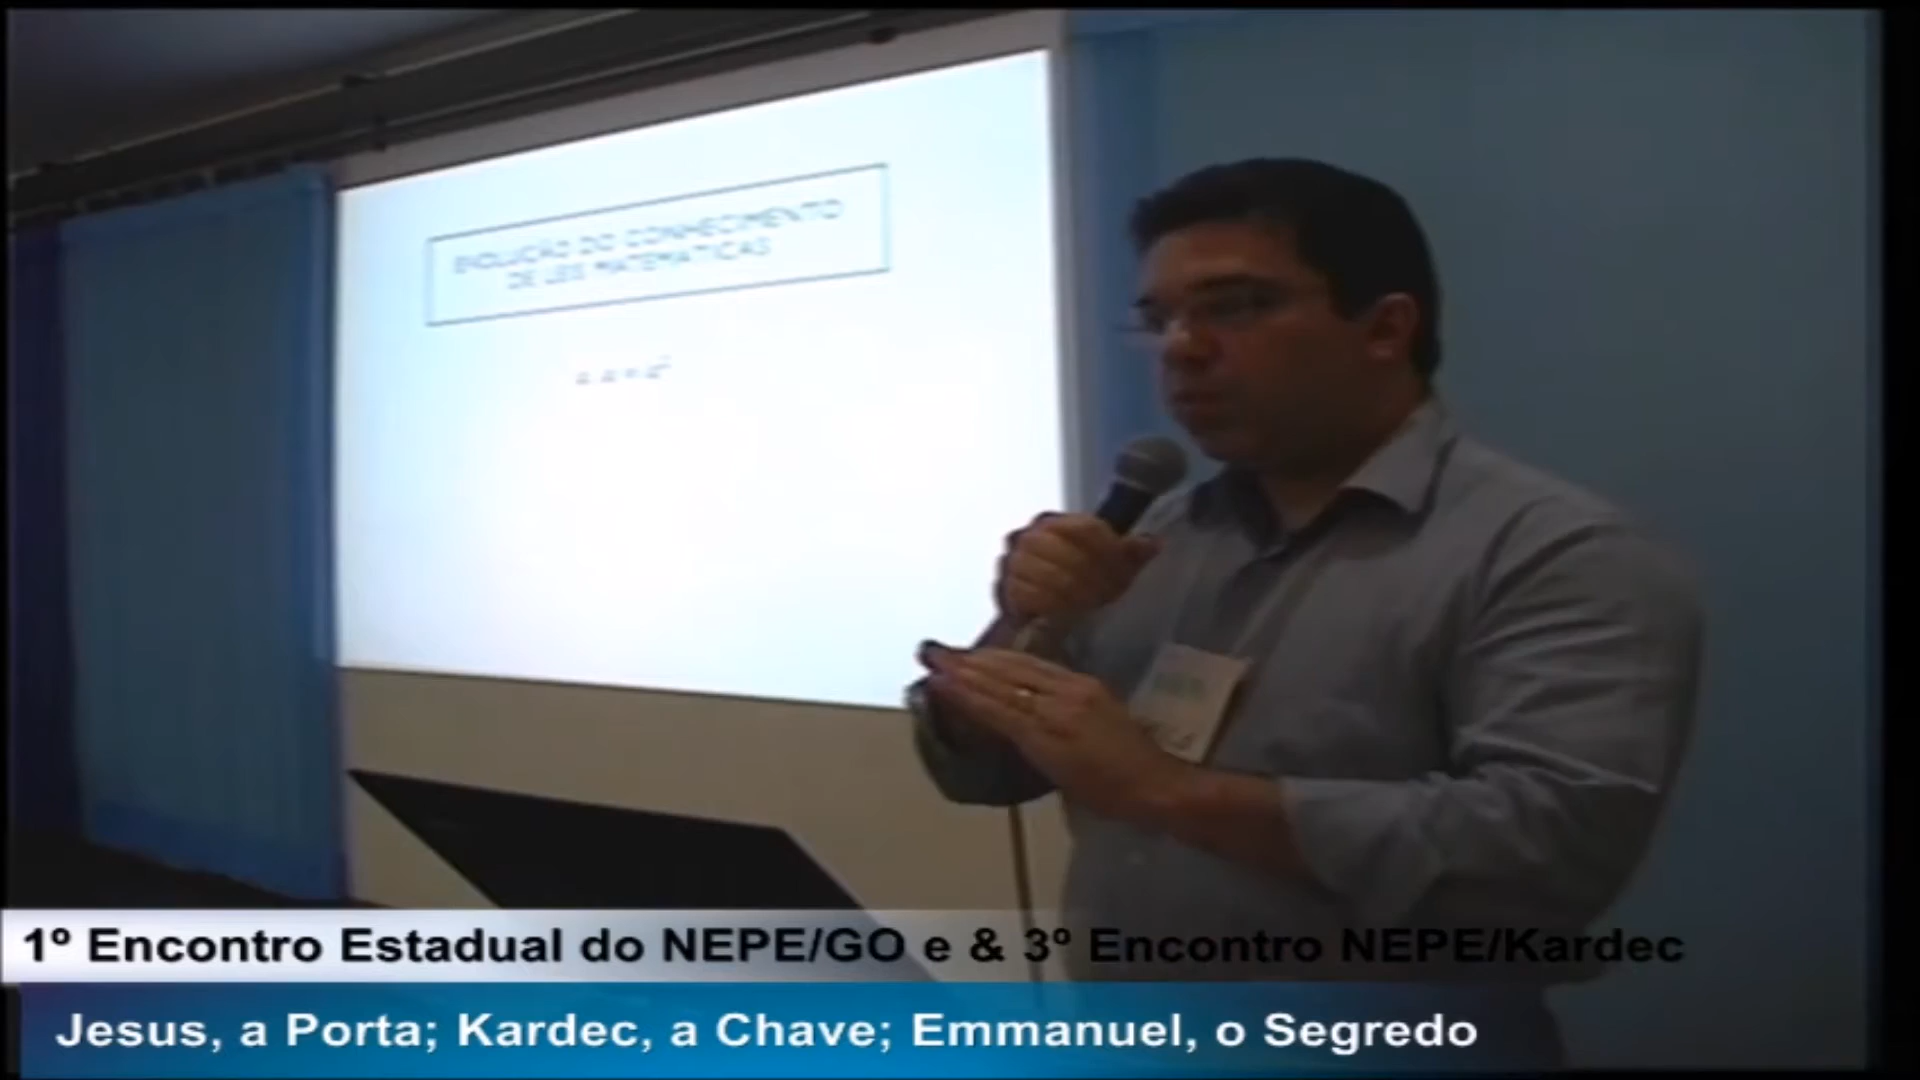 EVOLUÇÃO DO CONHECIMENTO
DE LEIS MATEMÁTICAS
1º Encontro Estadual do NEPE/GO e & 3º Encontro NEPE/Kardec
Jesus, a Porta; Kardec, a Chave; Emmanuel, o Segredo